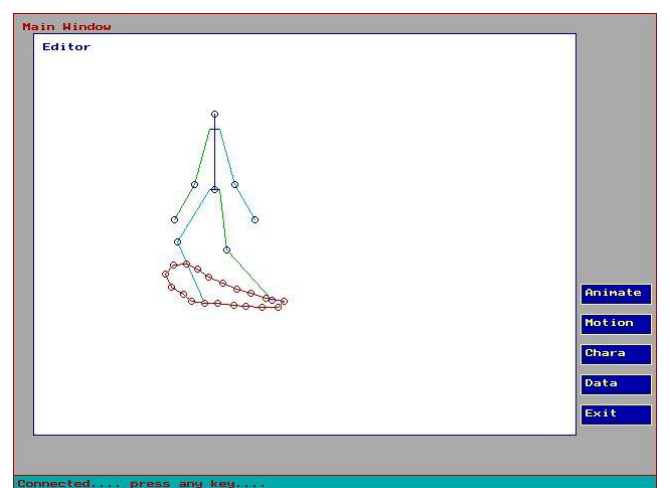 Main Window
Editor
Animate
Motion
Chara
Data
Exit
Connected.... press any key....